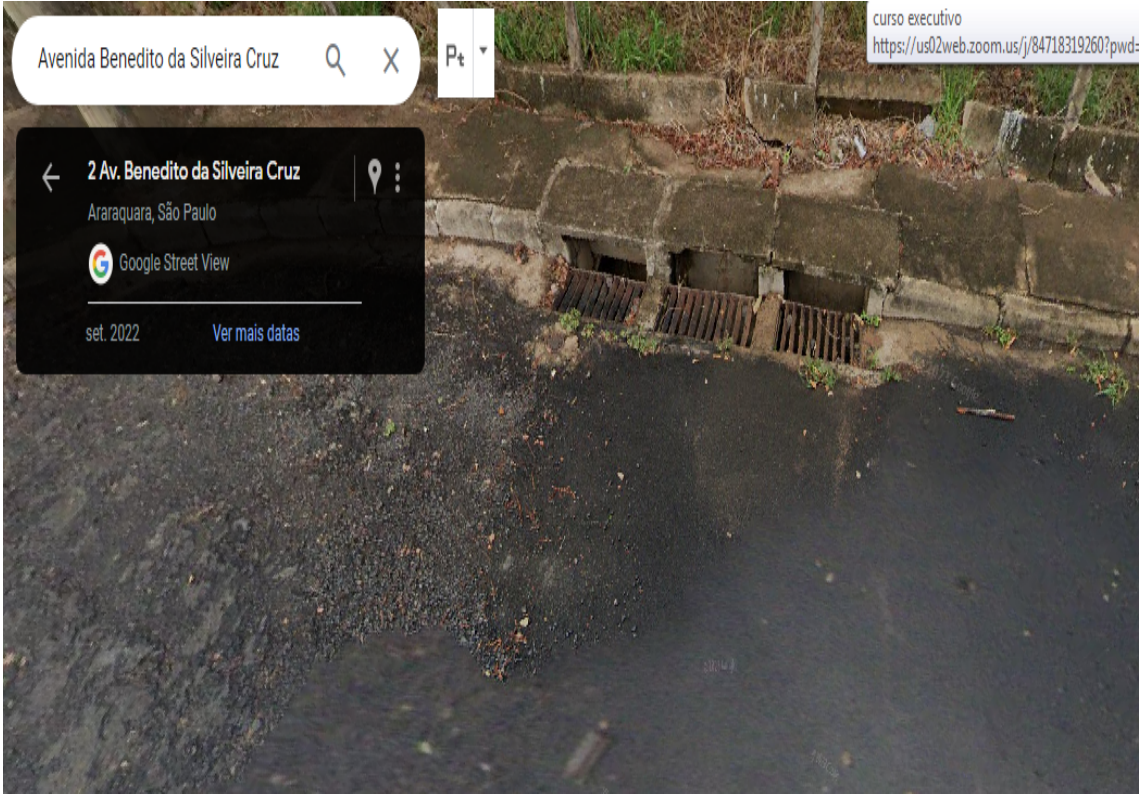 Avenida Benedito da Silveira Cruz
Pt
curso executivo
https://us02web.zoom.us/j/84718319260?pwd=
2 Av. Benedito da Silveira Cruz
Araraquara, São Paulo
Google Street View
set. 2022
Ver mais datas